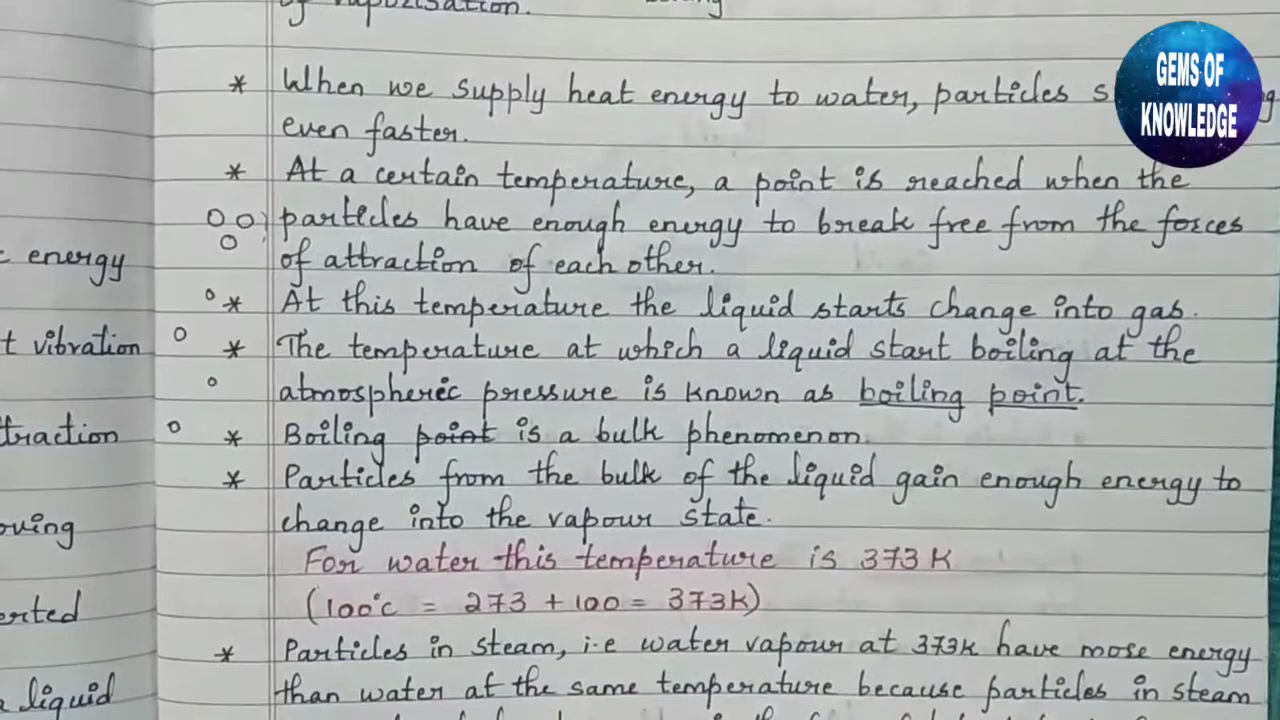 by vaporisation.
* When we supply heat energy to water, particles
even faster.
* At a certain temperature, a point is reached when the
particles have enough energy to break free from the forces
of attraction of each other.
* At this temperature the liquid starts change into gas.
* The temperature at which a liquid start boiling at the
atmospheric pressure is known as boiling point.
* Boiling point is a bulk phenomenon.
* Particles from the bulk of the liquid gain enough energy to
change into the vapour state.
For water this temperature is 373 K
(100°c = 273 + 100 = 373K)
* Particles in steam, i.e water vapour at 373K have more energy
than water at the same temperature because particles in steam
energy
vibration
liquid
GEMS OF
KNOWLEDGE